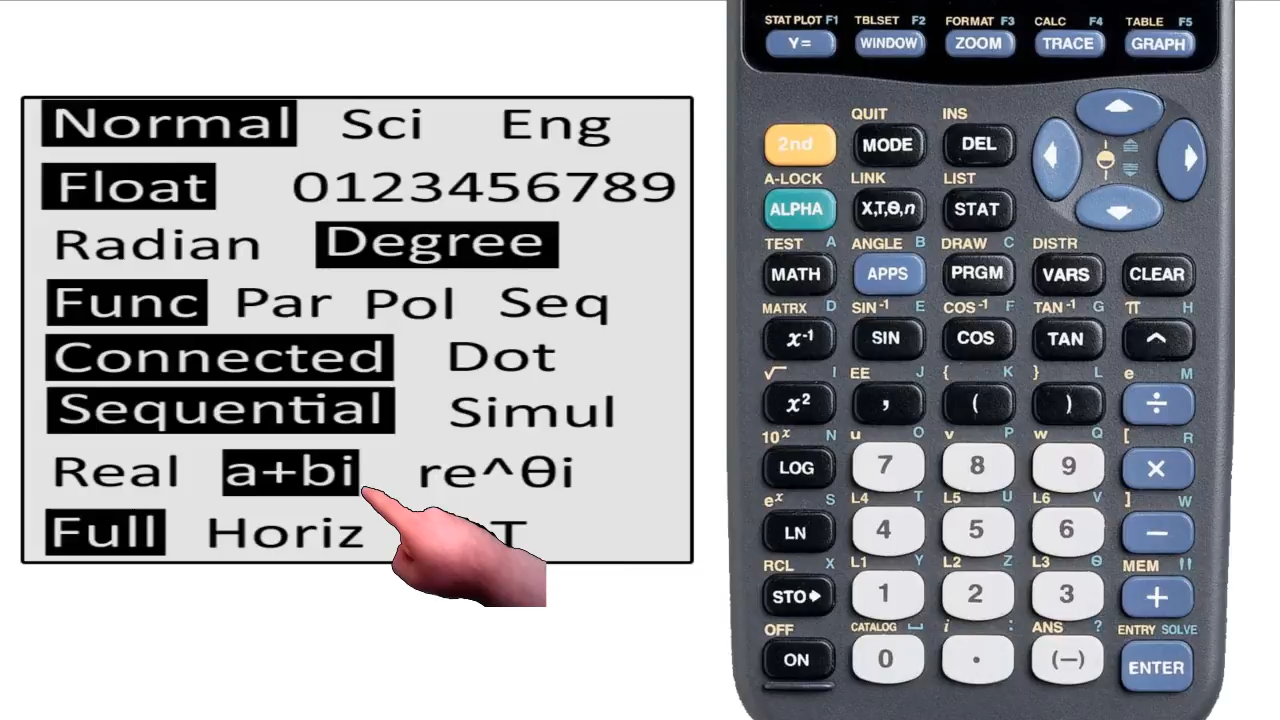 Normal Sci Eng
Float 0123456789
Radian Degree
Func Par Pol Seq
Connected Dot
Sequential Simul
Real a+bi re^θi
Full Horiz T
STAT PLOT F1 TBLSET F2 FORMAT F3 CALC F4 TABLE F5
Y= WINDOW ZOOM TRACE GRAPH
QUIT INS
2nd MODE DEL
A-LOCK LINK LIST
ALPHA X,T,Θ,n STAT
TEST A ANGLE B DRAW C DISTR
MATH APPS PRGM VARS CLEAR
MATRX D SIN⁻¹ E COS⁻¹ F TAN⁻¹ G π H
x⁻¹ SIN COS TAN ^
√‾ I EE J { K } L e M
x² , ( ) ÷
10ˣ N u O v P w Q [ R
LOG 7 8 9 ×
eˣ S L4 T L5 U L6 V ] W
LN 4 5 6 −
RCL X L1 Y L2 Z L3 Θ MEM "
STO▸ 1 2 3 +
OFF CATALOG ⎵ i : ANS ? ENTRY SOLVE
ON 0 . (—) ENTER